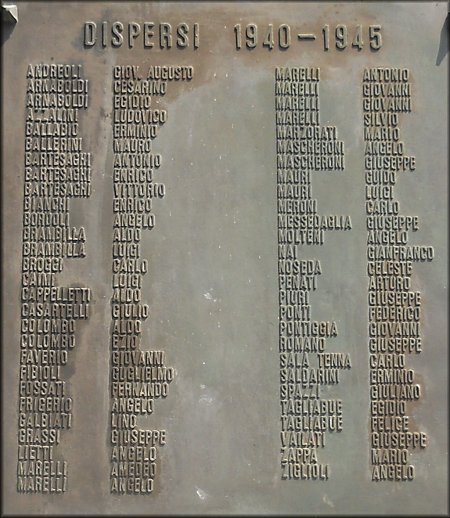 DISPERSI 1940-1945
ANDREOLI GIOV. AUGUSTO
ARNABOLDI CESARINO
ARNABOLDI EGIDIO
AZZALINI LUDOVICO
BALLABIO ERMINIO
BALLERINI MAURO
BARTESAGHI ANTONIO
BARTESAGHI ENRICO
BARTESAGHI VITTORIO
BIANCHI ENRICO
BORDOLI ANGELO
BRAMBILLA ALDO
BRAMBILLA LUIGI
BROGGI CARLO
CAIMI LUIGI
CAPPELLETTI ALDO
CASARTELLI GIULIO
COLOMBO ALDO
COLOMBO EZIO
FAVERIO GIOVANNI
FIBIOLI GUGLIELMO
FOSSATI FERNANDO
FRIGERIO ANGELO
GALBIATI LINO
GRASSI GIUSEPPE
LIETTI ANGELO
MARELLI AMEDEO
MARELLI ANGELO
MARELLI ANTONIO
MARELLI GIOVANNI
MARELLI GIOVANNI
MARELLI SILVIO
MARZORATI MARIO
MASCHERONI ANGELO
MASCHERONI GIUSEPPE
MAURI GUIDO
MAURI LUIGI
MERONI CARLO
MESSEDAGLIA GIUSEPPE
MOLTENI ANGELO
NAI GIANFRANCO
NOSEDA CELESTE
PENATI ARTURO
PIURI GIUSEPPE
PONTI FEDERICO
PONTIGGIA GIOVANNI
ROMANO GIUSEPPE
SALA TENNA CARLO
SALDARINI ERMINIO
SPAZZI GIULIANO
TAGLIABUE EGIDIO
TAGLIABUE FELICE
VAILATI GIUSEPPE
ZAPPA MARIO
ZIGLIOLI ANGELO